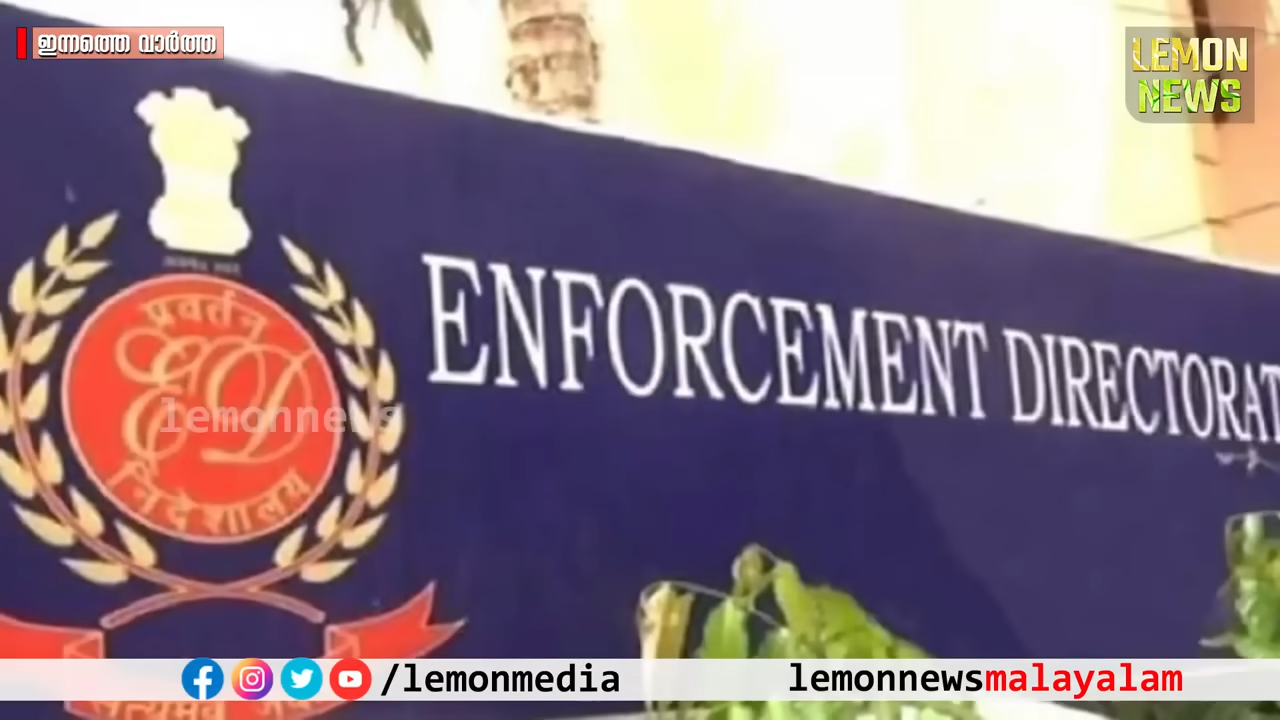 ഇന്നത്തെ വാർത്ത
LEMON
NEWS
प्रवर्तन
ED
निदेशालय
ENFORCEMENT DIRECTORAT
lemonnews
/lemonmedia
lemonnewsmalayalam